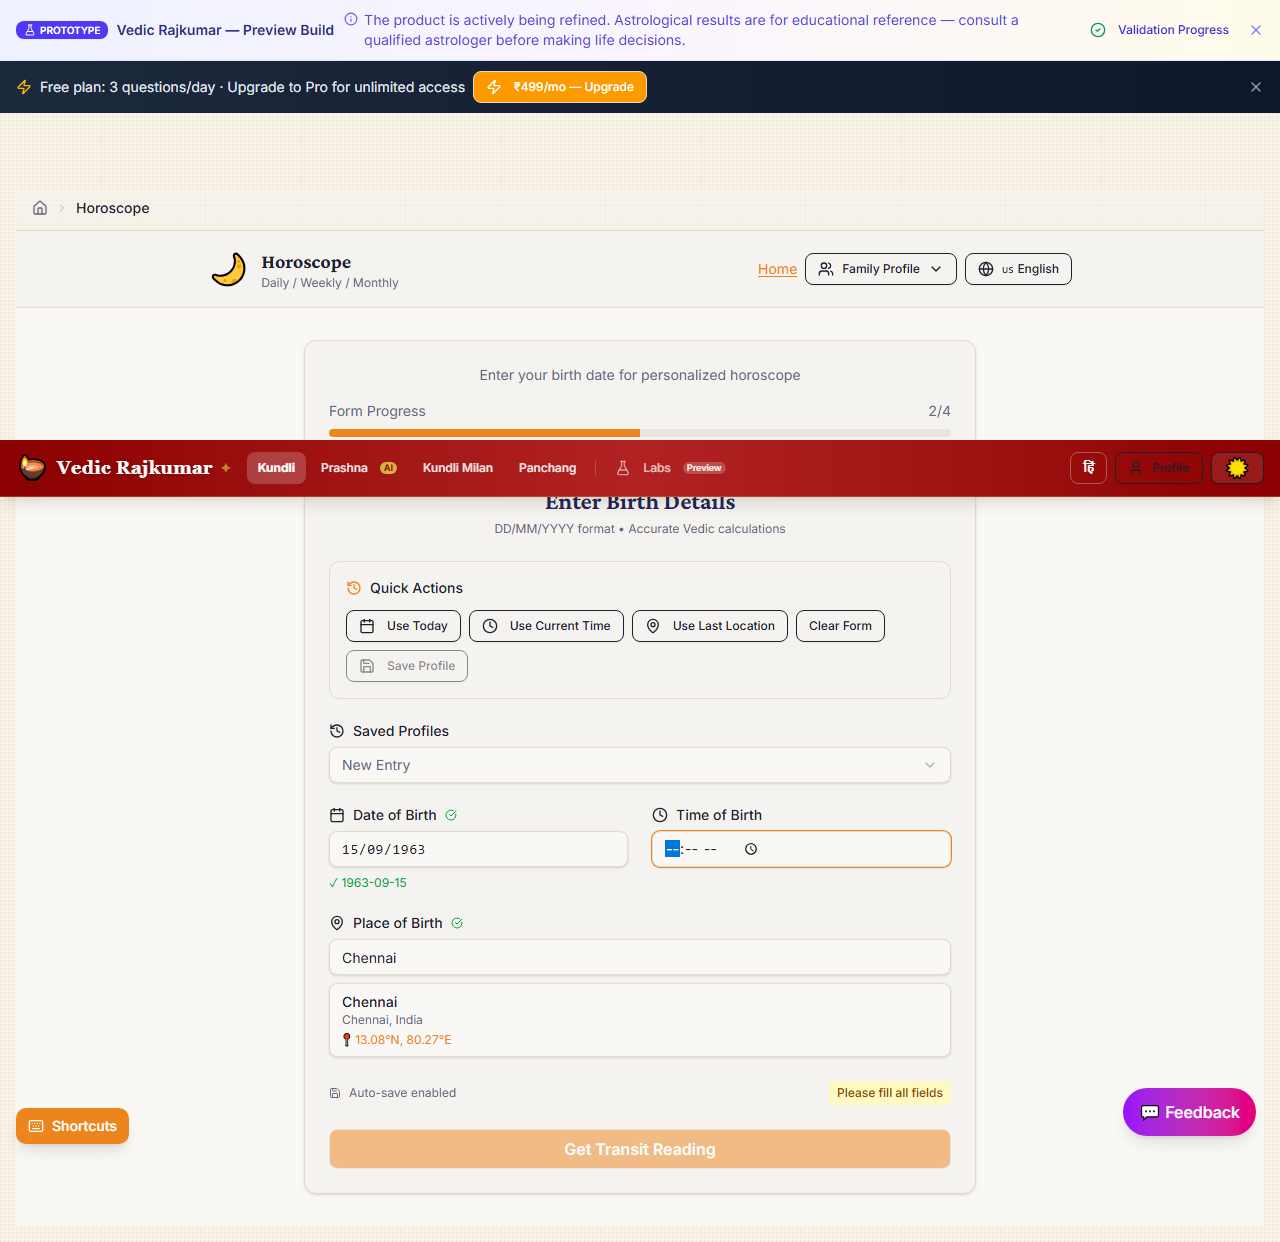 PROTOTYPE
Vedic Rajkumar — Preview Build
The product is actively being refined. Astrological results are for educational reference — consult a
qualified astrologer before making life decisions.
Validation Progress
Free plan: 3 questions/day · Upgrade to Pro for unlimited access
₹499/mo — Upgrade
Horoscope
Horoscope
Daily / Weekly / Monthly
Home
Family Profile
us English
Enter your birth date for personalized horoscope
Form Progress
2/4
Vedic Rajkumar
Kundli
Prashna AI
Kundli Milan
Panchang
Labs Preview
हिं
Profile
Enter Birth Details
DD/MM/YYYY format • Accurate Vedic calculations
Quick Actions
Use Today
Use Current Time
Use Last Location
Clear Form
Save Profile
Saved Profiles
New Entry
Date of Birth
Time of Birth
15/09/1963
--:-- --
✓ 1963-09-15
Place of Birth
Chennai
Chennai
Chennai, India
13.08°N, 80.27°E
Auto-save enabled
Please fill all fields
Shortcuts
Feedback
Get Transit Reading